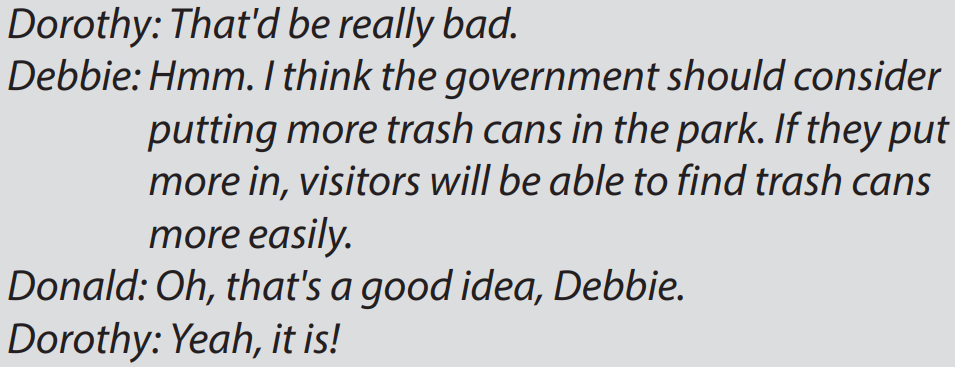 Dorothy: That'd be really bad.
Debbie: Hmm. I think the government should consider
putting more trash cans in the park. If they put
more in, visitors will be able to find trash cans
more easily.
Donald: Oh, that's a good idea, Debbie.
Dorothy: Yeah, it is!